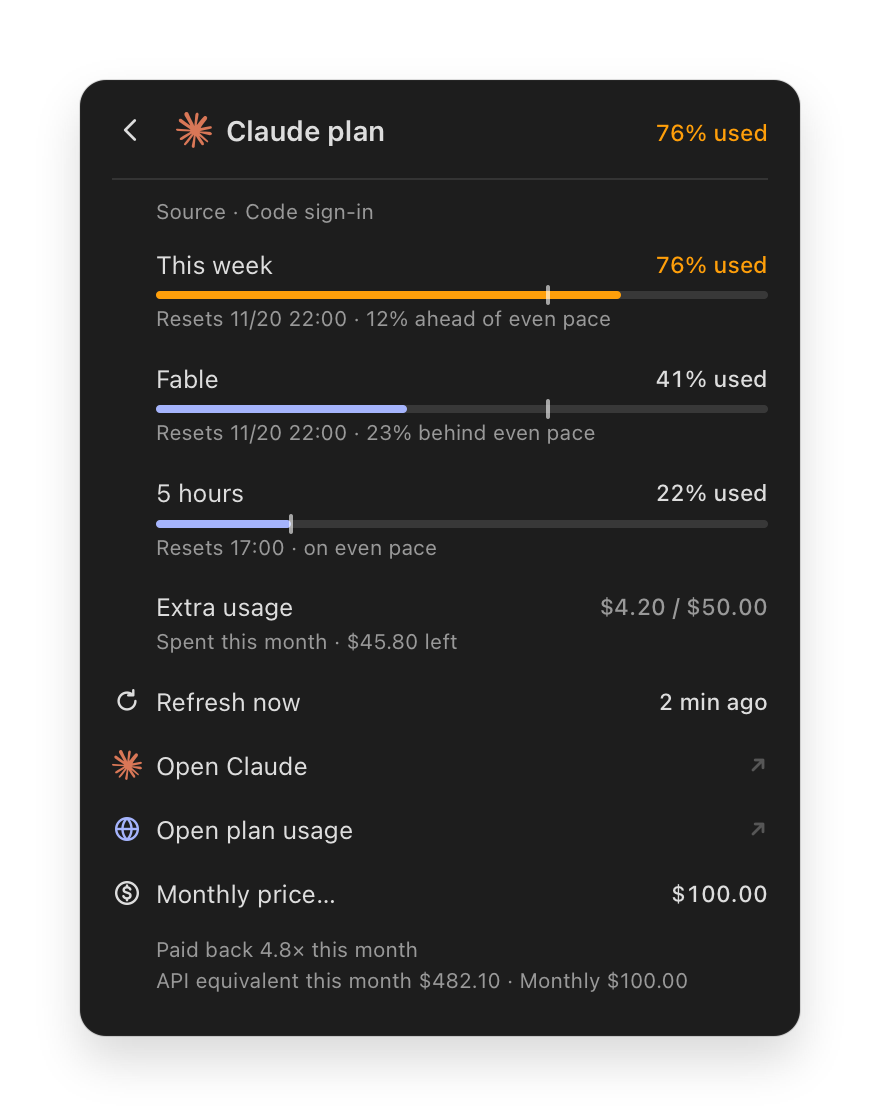 Claude plan 76% used
Source · Code sign-in
This week 76% used
Resets 11/20 22:00 · 12% ahead of even pace
Fable 41% used
Resets 11/20 22:00 · 23% behind even pace
5 hours 22% used
Resets 17:00 · on even pace
Extra usage $4.20 / $50.00
Spent this month · $45.80 left
Refresh now 2 min ago
Open Claude
Open plan usage
Monthly price... $100.00
Paid back 4.8× this month
API equivalent this month $482.10 · Monthly $100.00